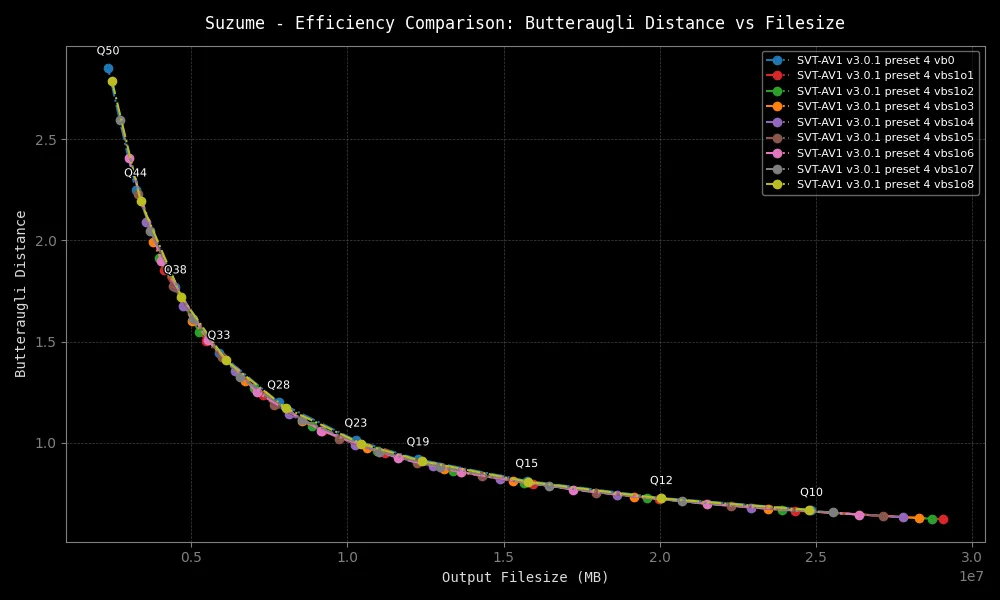 Suzume - Efficiency Comparison: Butteraugli Distance vs Filesize
Q50
SVT-AV1 v3.0.1 preset 4 vb0
SVT-AV1 v3.0.1 preset 4 vbs1o1
SVT-AV1 v3.0.1 preset 4 vbs1o2
SVT-AV1 v3.0.1 preset 4 vbs1o3
SVT-AV1 v3.0.1 preset 4 vbs1o4
SVT-AV1 v3.0.1 preset 4 vbs1o5
SVT-AV1 v3.0.1 preset 4 vbs1o6
SVT-AV1 v3.0.1 preset 4 vbs1o7
SVT-AV1 v3.0.1 preset 4 vbs1o8
2.5
Q44
2.0
Q38
Butteraugli Distance
1.5
Q33
Q28
Q23
1.0
Q19
Q15
Q12
Q10
0.5
1.0
1.5
2.0
2.5
3.0
1e7
Output Filesize (MB)